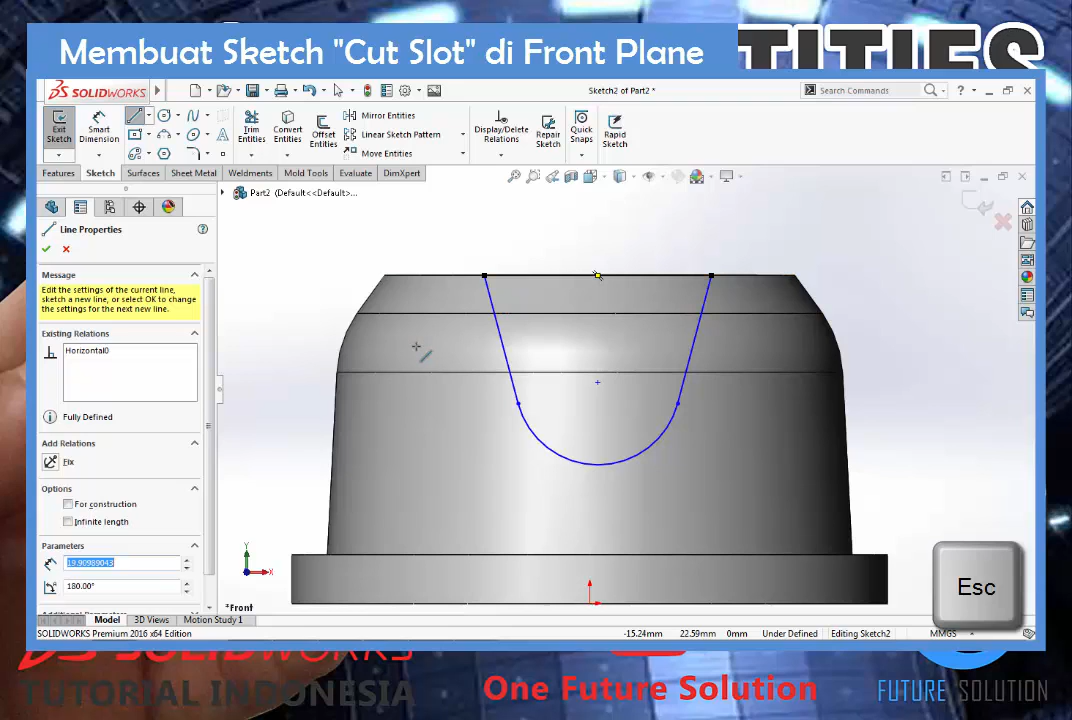 TITIES
Membuat Sketch "Cut Slot" di Front Plane
SOLIDWORKS
Sketch2 of Part2 *
Search Commands
Exit Sketch
Smart Dimension
Trim Entities
Convert Entities
Offset Entities
Mirror Entities
Linear Sketch Pattern
Move Entities
Display/Delete Relations
Repair Sketch
Quick Snaps
Rapid Sketch
Features Sketch Surfaces Sheet Metal Weldments Mold Tools Evaluate DimXpert
Part2 (Default<<Default>...
Line Properties
Message
Edit the settings of the current line,
sketch a new line, or select OK to change
the settings for the next new line.
Existing Relations
Horizontal0
Fully Defined
Add Relations
Fix
Options
For construction
Infinite length
Parameters
19.90989043
180.00°
Y
X
*Front
Esc
Model 3D Views Motion Study 1
SOLIDWORKS Premium 2016 x64 Edition
-15.24mm 22.59mm 0mm Under Defined Editing Sketch2 MMGS
SOLIDWORKS
TUTORIAL INDONESIA
One Future Solution
FUTURE SOLUTION